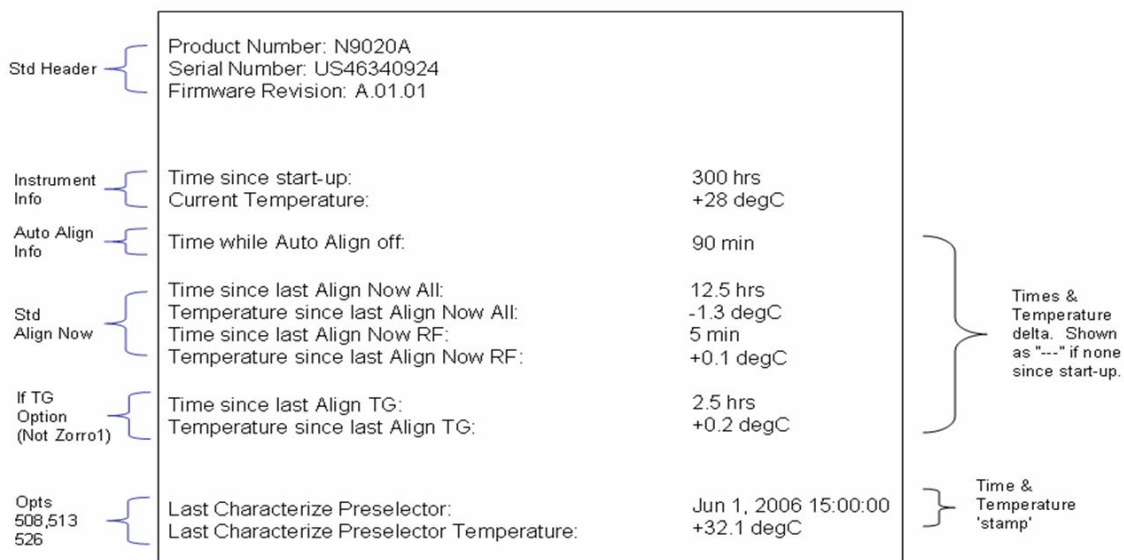 Std Header
Product Number: N9020A
Serial Number: US46340924
Firmware Revision: A.01.01
Instrument
Info
Time since start-up: 300 hrs
Current Temperature: +28 degC
Auto Align
Info
Time while Auto Align off: 90 min
Std
Align Now
Time since last Align Now All: 12.5 hrs
Temperature since last Align Now All: -1.3 degC
Time since last Align Now RF: 5 min
Temperature since last Align Now RF: +0.1 degC
Times &
Temperature
delta. Shown
as "---" if none
since start-up.
If TG
Option
(Not Zorro1)
Time since last Align TG: 2.5 hrs
Temperature since last Align TG: +0.2 degC
Opts
508,513
526
Last Characterize Preselector: Jun 1, 2006 15:00:00
Last Characterize Preselector Temperature: +32.1 degC
Time &
Temperature
'stamp'